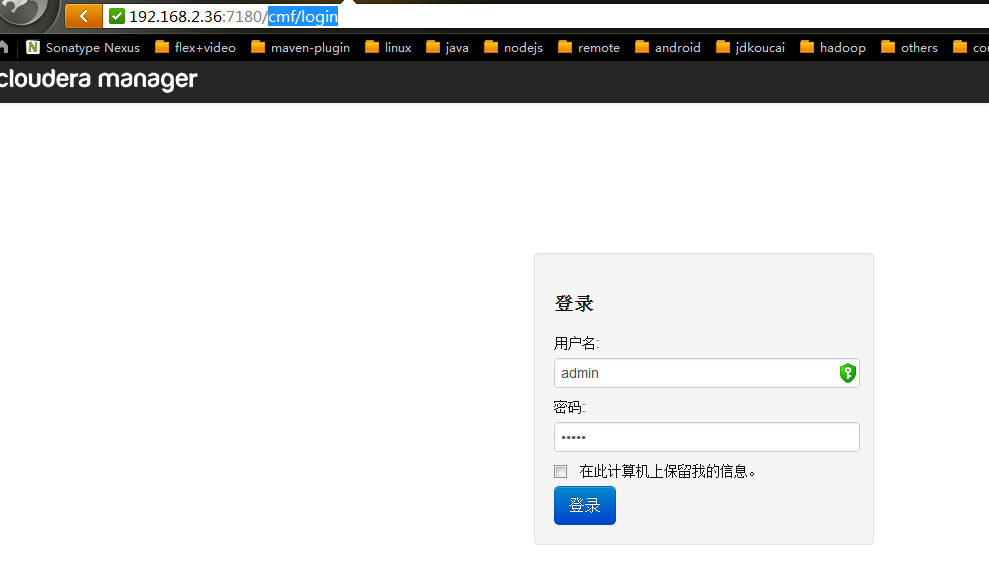 192.168.2.36:7180/cmf/login
Sonatype Nexus flex+video maven-plugin linux java nodejs remote android jdkoucai hadoop others
cloudera manager
登录
用户名:
admin
密码:
•••••
在此计算机上保留我的信息。
登录